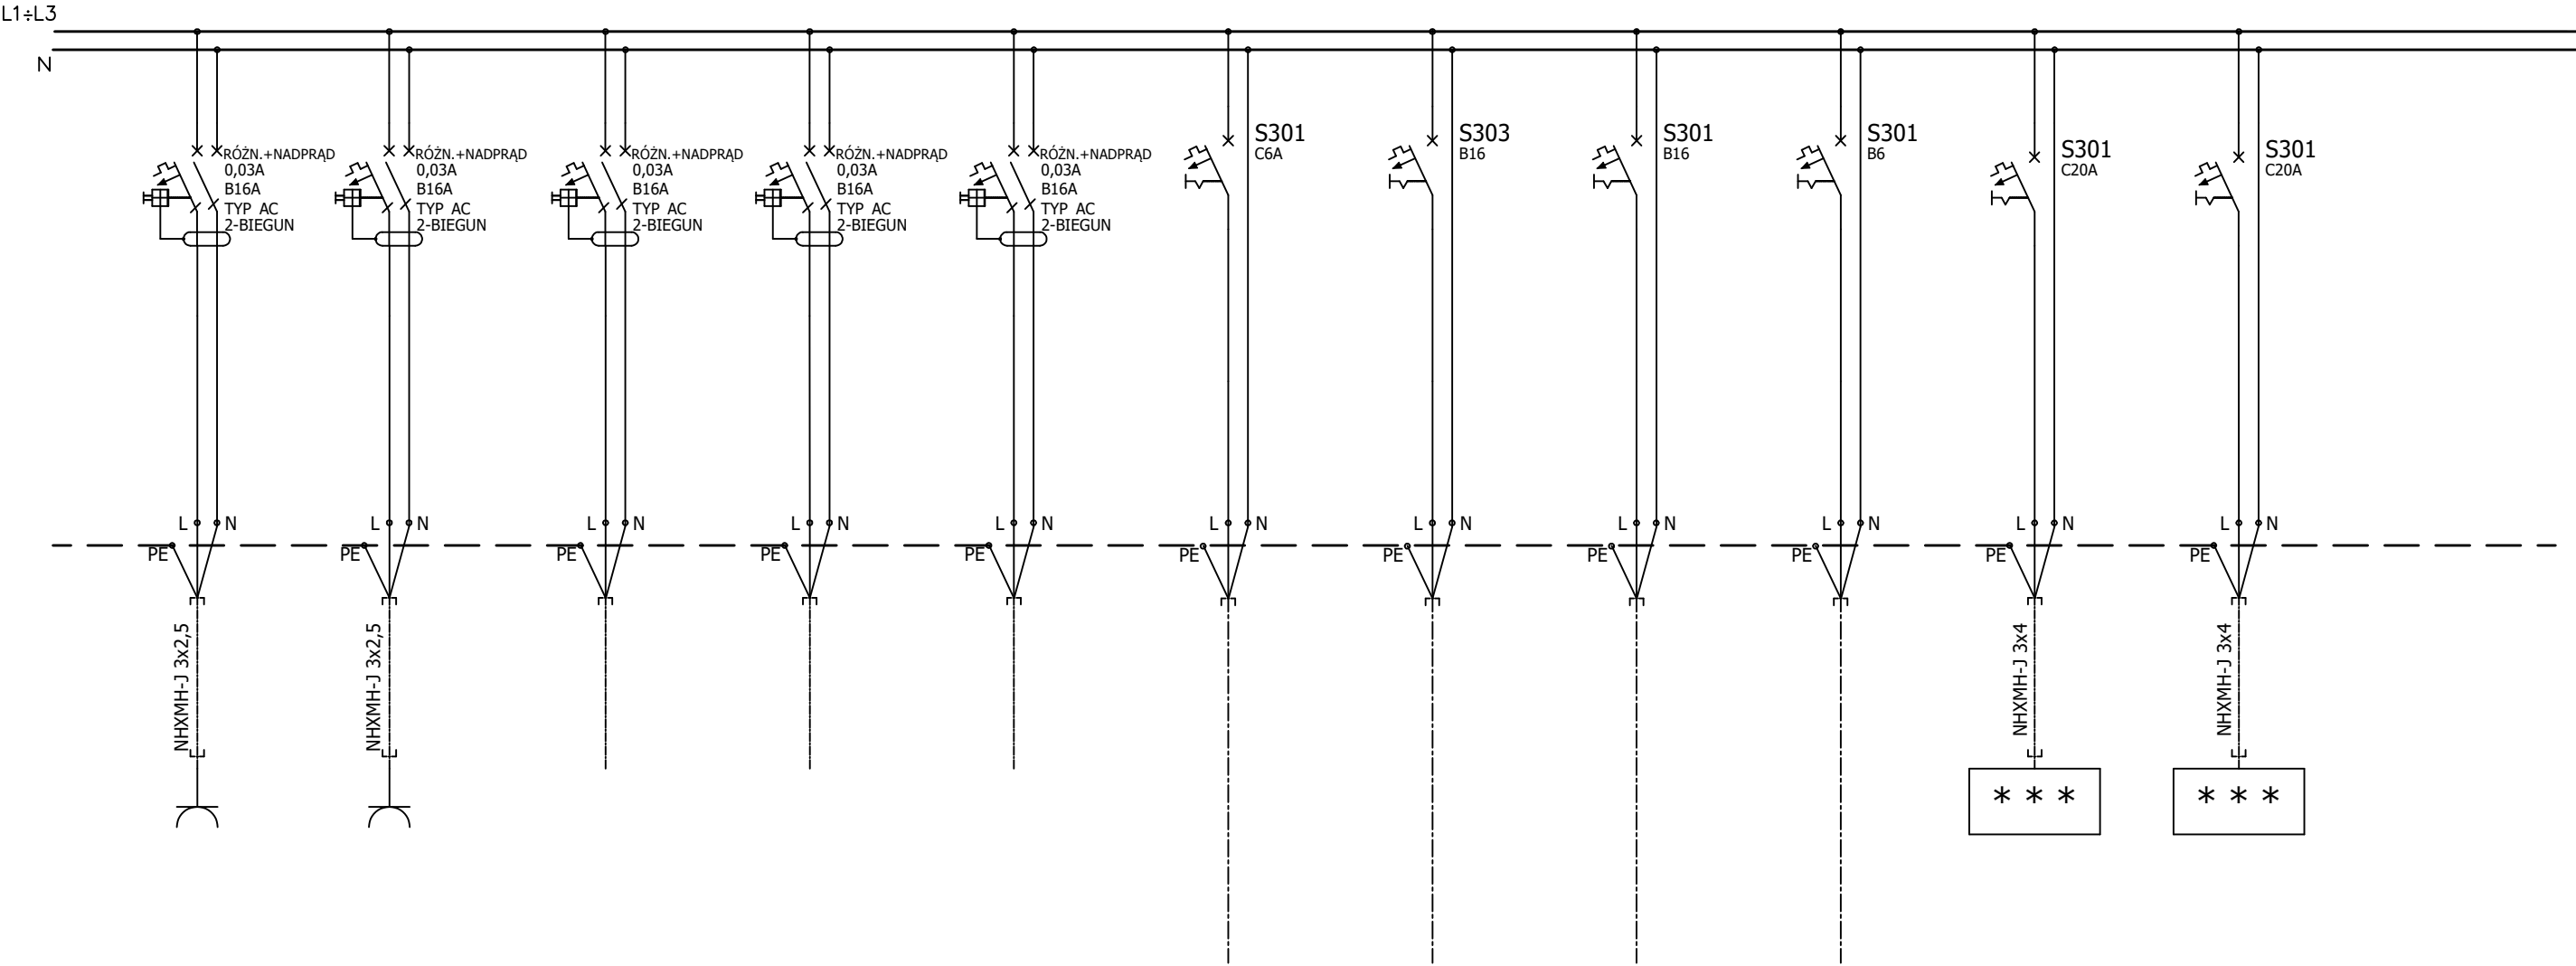 L1÷L3
N
RÓŻN.+NADPRĄD
0,03A
B16A
TYP AC
2-BIEGUN
RÓŻN.+NADPRĄD
0,03A
B16A
TYP AC
2-BIEGUN
RÓŻN.+NADPRĄD
0,03A
B16A
TYP AC
2-BIEGUN
RÓŻN.+NADPRĄD
0,03A
B16A
TYP AC
2-BIEGUN
RÓŻN.+NADPRĄD
0,03A
B16A
TYP AC
2-BIEGUN
S301
C6A
S303
B16
S301
B16
S301
B6
S301
C20A
S301
C20A
L N
PE
L N
PE
L N
PE
L N
PE
L N
PE
L N
PE
L N
PE
L N
PE
L N
PE
L N
PE
L N
PE
NHXMH-J 3x2,5
NHXMH-J 3x2,5
NHXMH-J 3x4
NHXMH-J 3x4
* * *
* * *